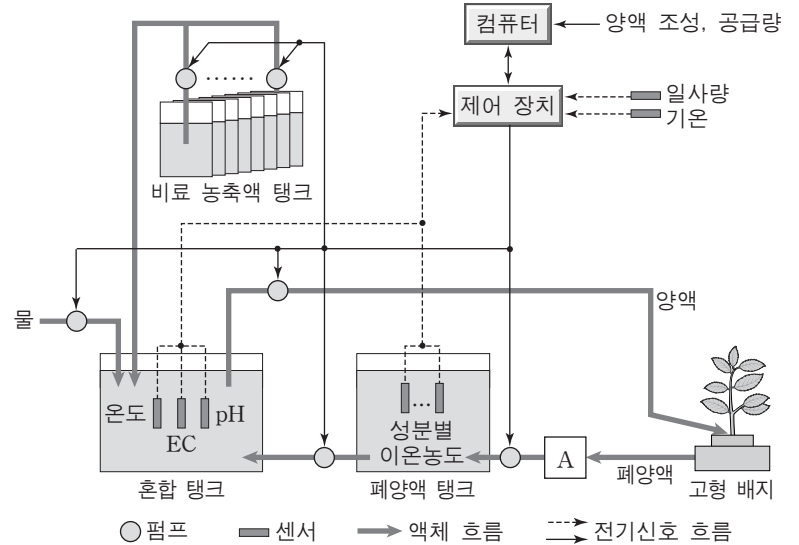 컴퓨터
양액 조성, 공급량
제어 장치
일사량
기온
......
비료 농축액 탱크
물
양액
온도
EC
pH
...
성분별
이온농도
A
폐양액
혼합 탱크
폐양액 탱크
고형 배지
펌프
센서
액체 흐름
전기신호 흐름